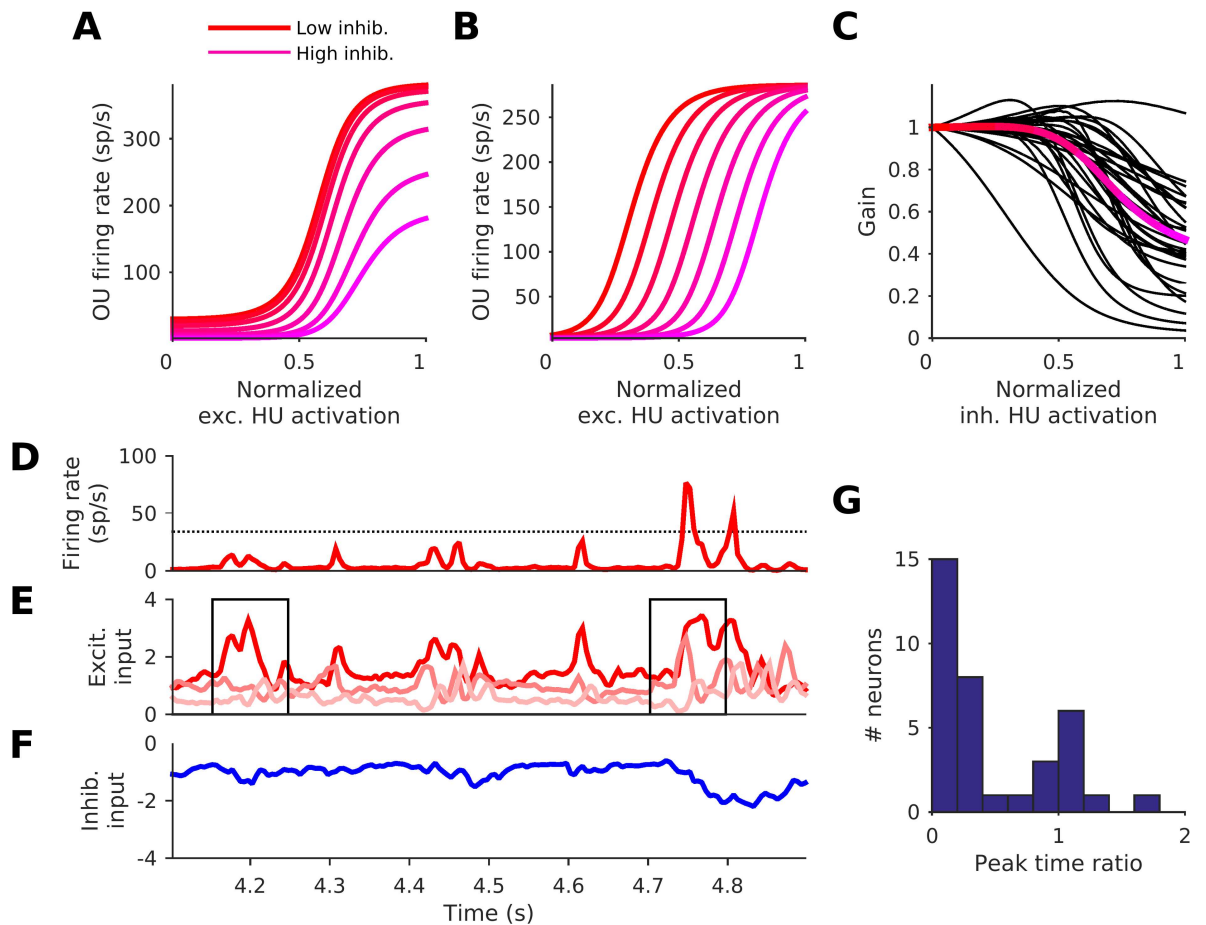 A
Low inhib.
High inhib.
B
C
OU firing rate (sp/s)
300
200
100
0
0.5
1
Normalized
exc. HU activation
OU firing rate (sp/s)
250
200
150
100
50
0
0.5
1
Normalized
exc. HU activation
Gain
1
0.8
0.6
0.4
0.2
0
0
0.5
1
Normalized
inh. HU activation
D
Firing rate
(sp/s)
100
50
0
E
Excit.
input
4
2
0
F
Inhib.
input
0
-2
-4
4.2
4.3
4.4
4.5
4.6
4.7
4.8
Time (s)
G
# neurons
15
10
5
0
0
1
2
Peak time ratio